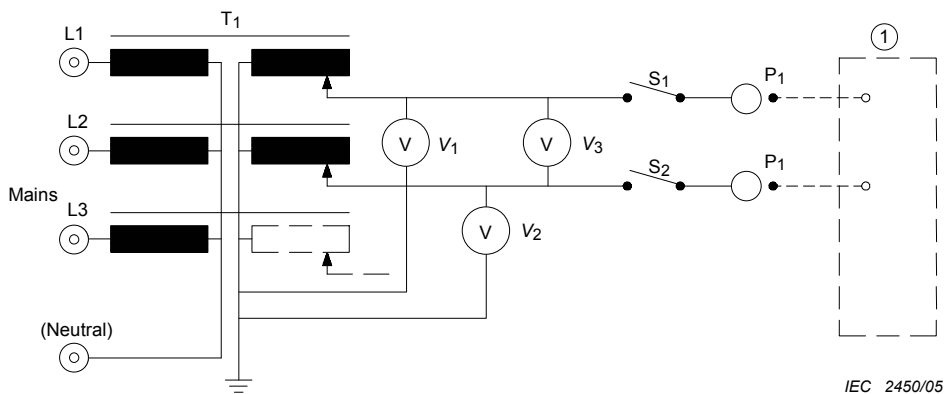 T1
L1
1
S1
P1
L2
V
V1
V
V3
S2
P1
Mains
L3
V
V2
(Neutral)
IEC 2450/05